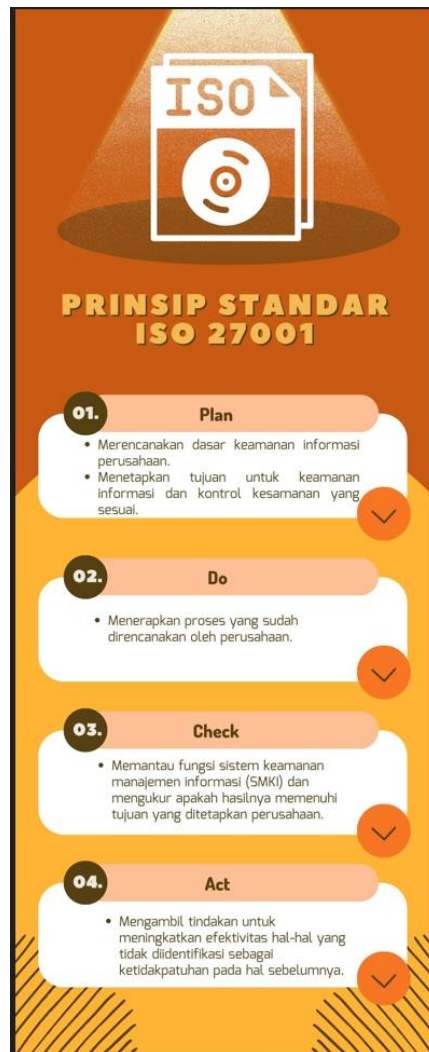 ISO
PRINSIP STANDAR
ISO 27001
01.
Plan
• Merencanakan dasar keamanan informasi
perusahaan.
• Menetapkan tujuan untuk keamanan
informasi dan kontrol kesamanan yang
sesuai.
02.
Do
• Menerapkan proses yang sudah
direncanakan oleh perusahaan.
03.
Check
• Memantau fungsi sistem keamanan
manajemen informasi (SMKI) dan
mengukur apakah hasilnya memenuhi
tujuan yang ditetapkan perusahaan.
04.
Act
• Mengambil tindakan untuk
meningkatkan efektivitas hal-hal yang
tidak diidentifikasi sebagai
ketidakpatuhan pada hal sebelumnya.